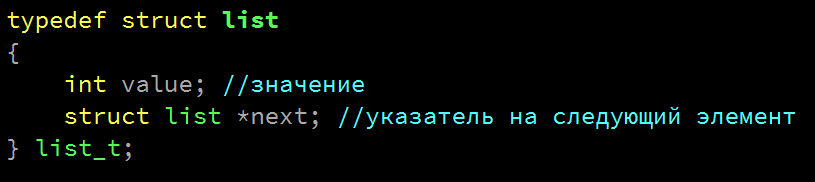 typedef struct list
{
    int value; //значение
    struct list *next; //указатель на следующий элемент
} list_t;